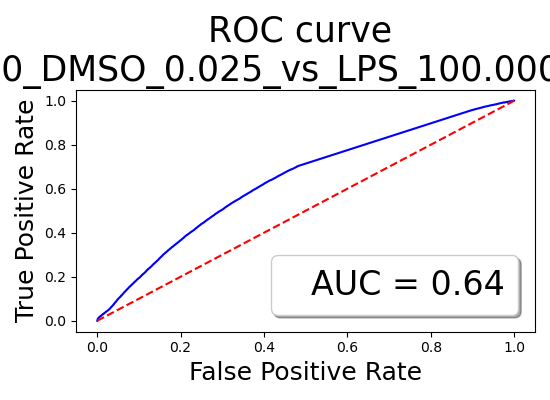 ROC curve
0_DMSO_0.025_vs_LPS_100.000
True Positive Rate
1.0
0.8
0.6
0.4
0.2
0.0
AUC = 0.64
0.0 0.2 0.4 0.6 0.8 1.0
False Positive Rate